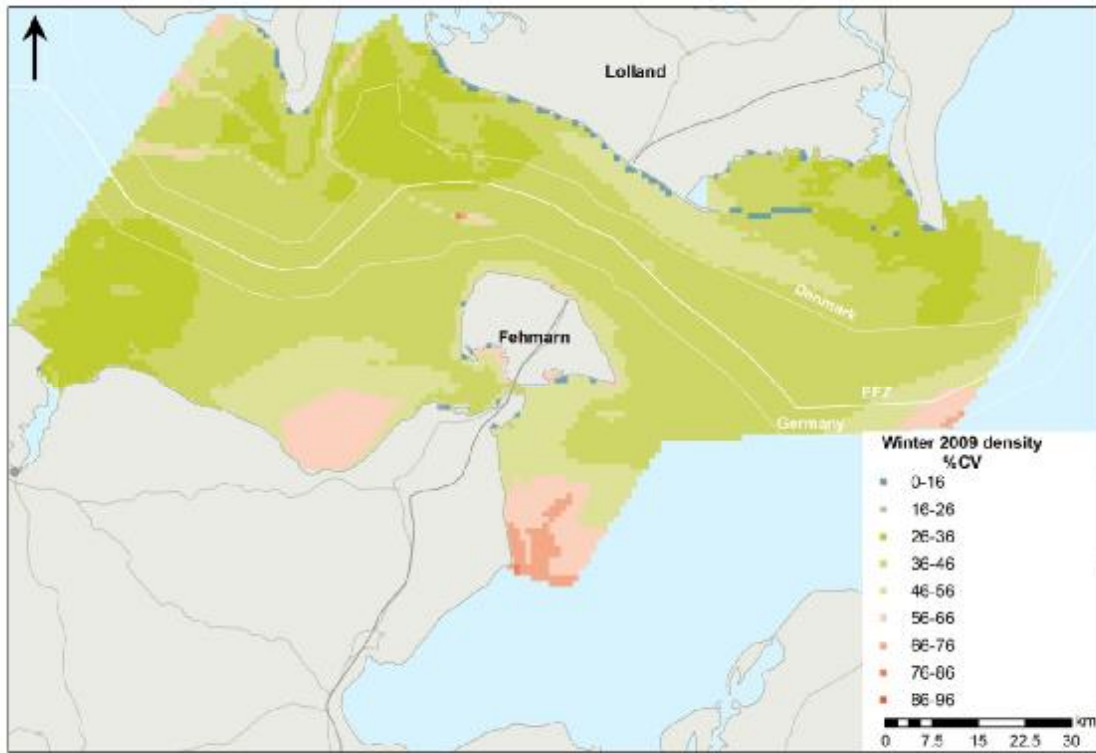 Lolland
Denmark
Fehmarn
EEZ
Germany
Winter 2009 density
%CV
0-16
16-26
26-36
36-46
46-56
56-66
66-76
76-86
86-96
km
0 7.5 15 22.5 30